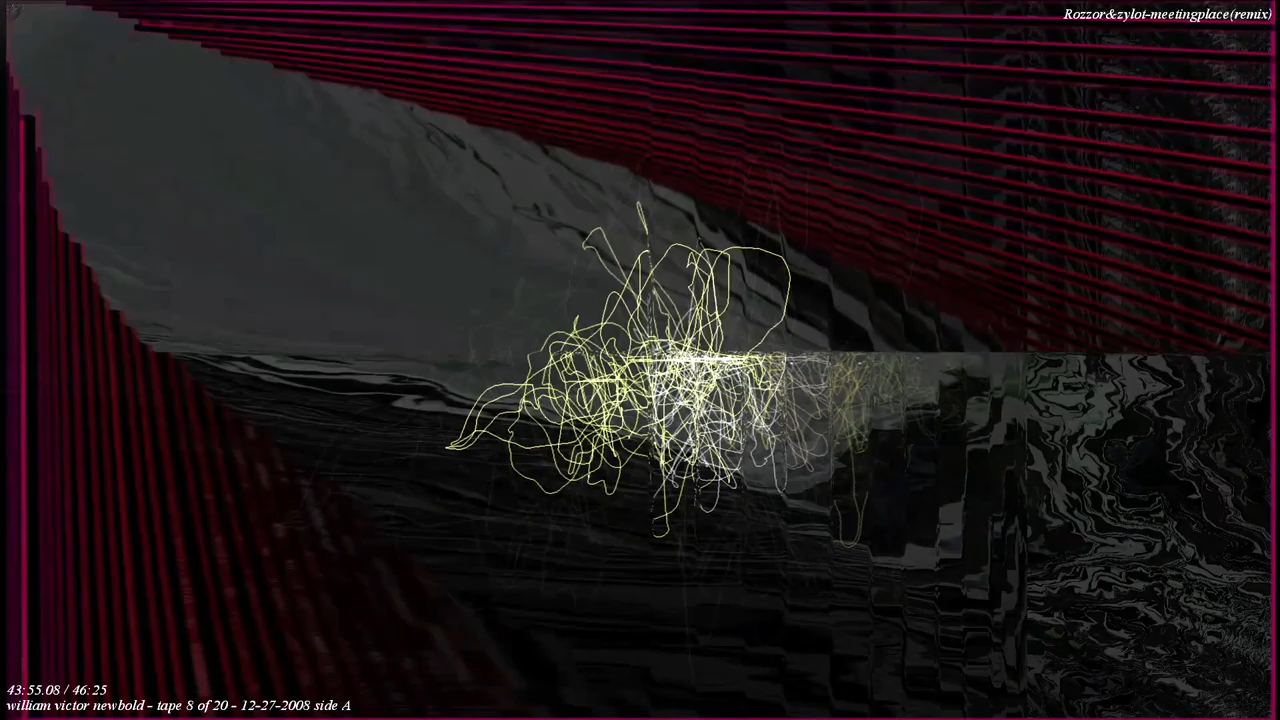 Rozzor&zylot-meetingplace(remix)
43:55.08 / 46:25
william victor newbold - tape 8 of 20 - 12-27-2008 side A